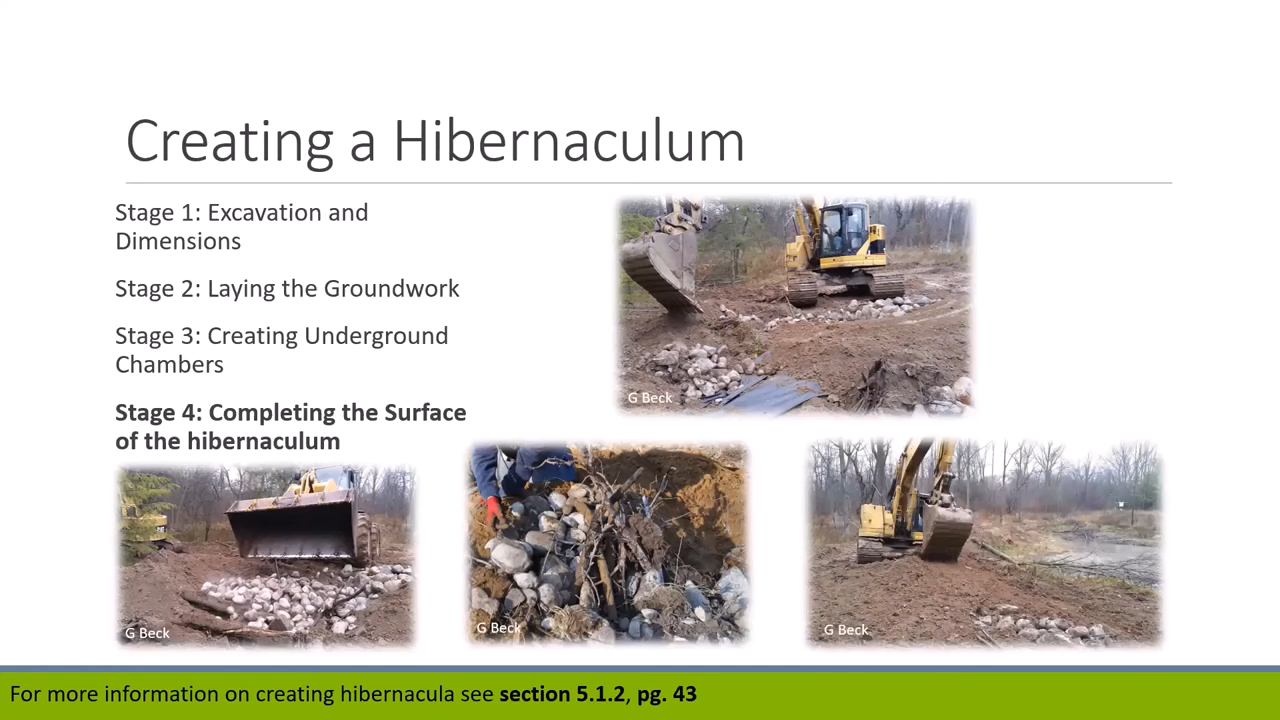 Creating a Hibernaculum
Stage 1: Excavation and
Dimensions
Stage 2: Laying the Groundwork
Stage 3: Creating Underground
Chambers
Stage 4: Completing the Surface
of the hibernaculum
G Beck
G Beck
G Beck
G Beck
For more information on creating hibernacula see section 5.1.2, pg. 43